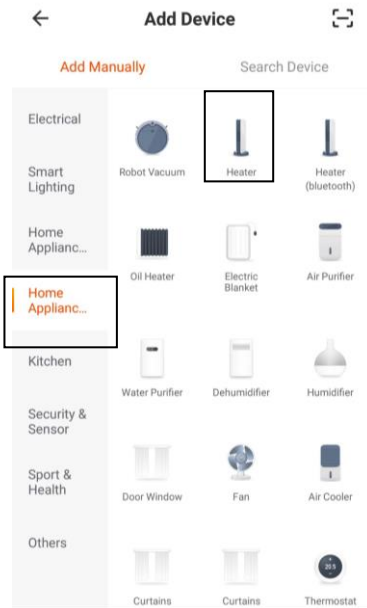 Add Device
Add Manually
Search Device
Electrical
Smart
Lighting
Home
Applianc...
Home
Applianc...
Kitchen
Security &
Sensor
Sport &
Health
Others
Robot Vacuum
Heater
Heater
(bluetooth)
Oil Heater
Electric
Blanket
Air Purifier
Water Purifier
Dehumidifier
Humidifier
Door Window
Fan
Air Cooler
Curtains
Curtains
Thermostat